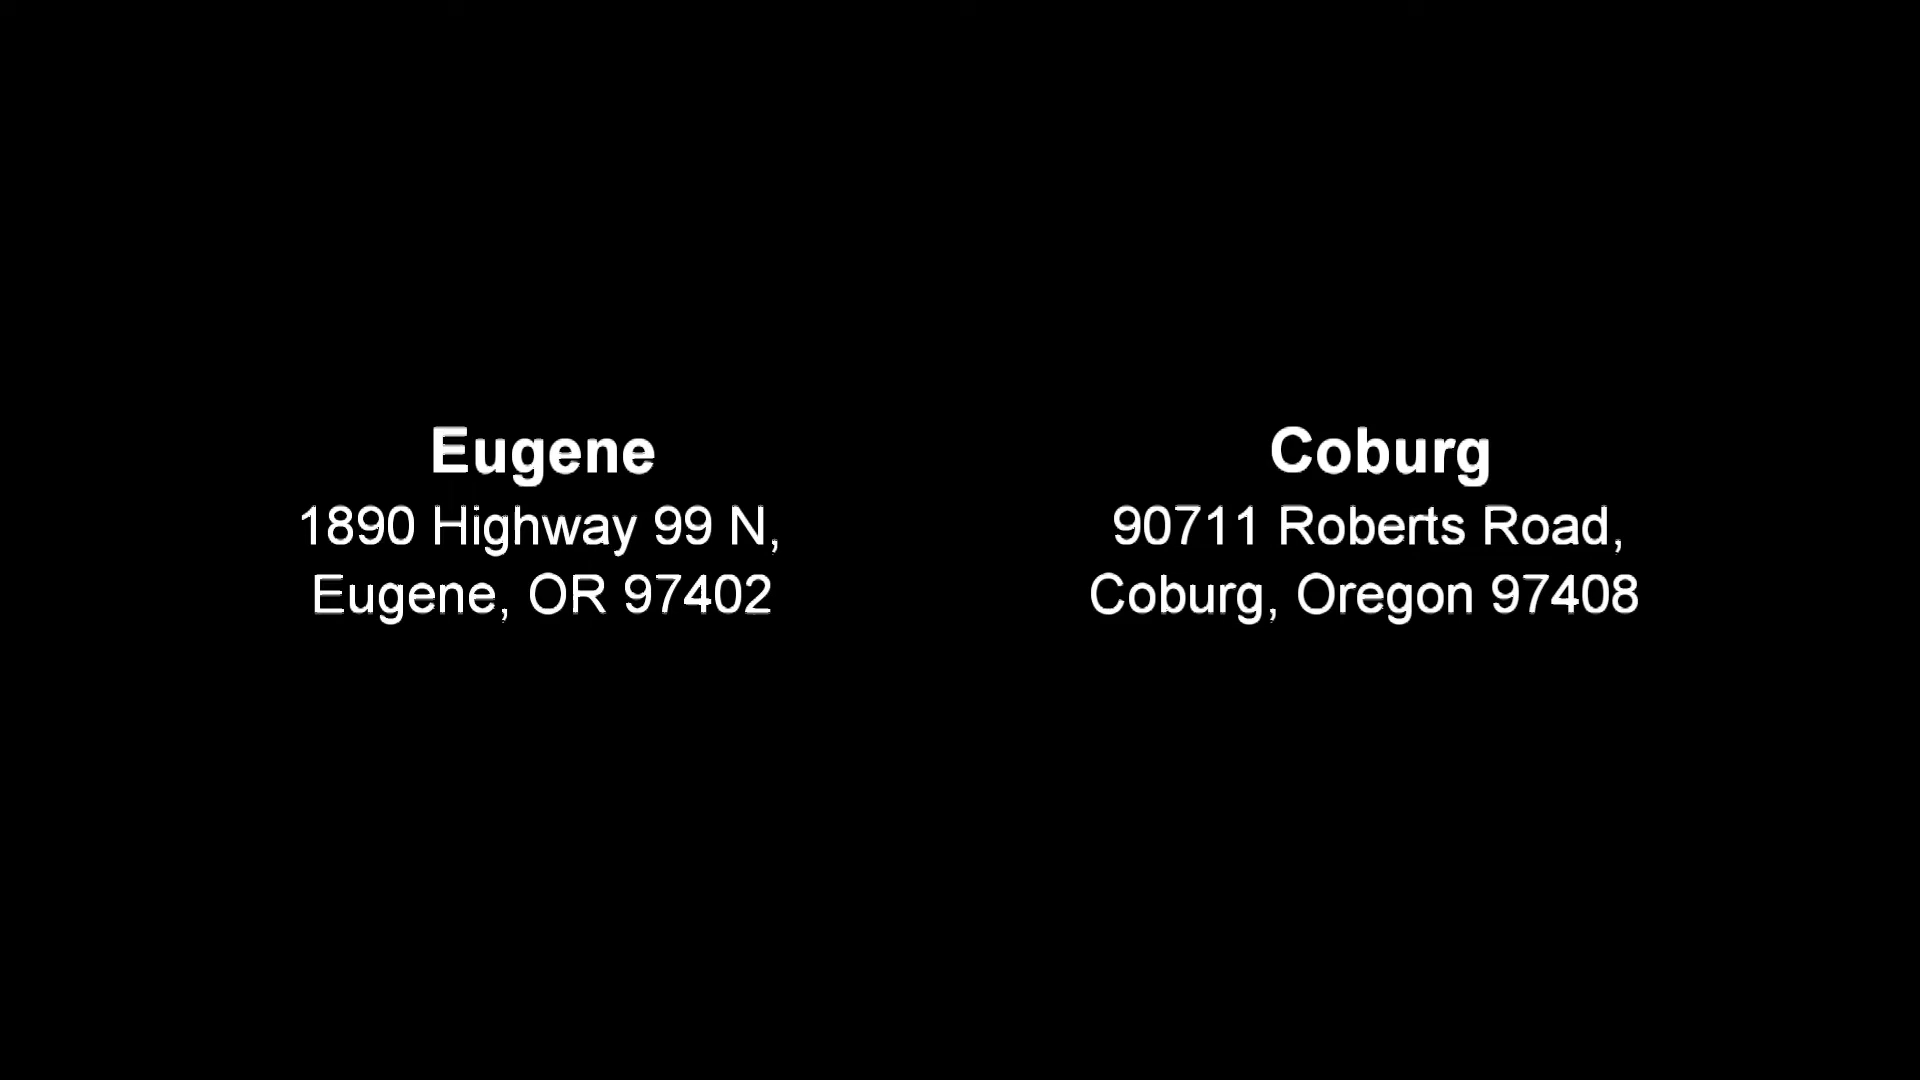 Eugene
1890 Highway 99 N,
Eugene, OR 97402
Coburg
90711 Roberts Road,
Coburg, Oregon 97408